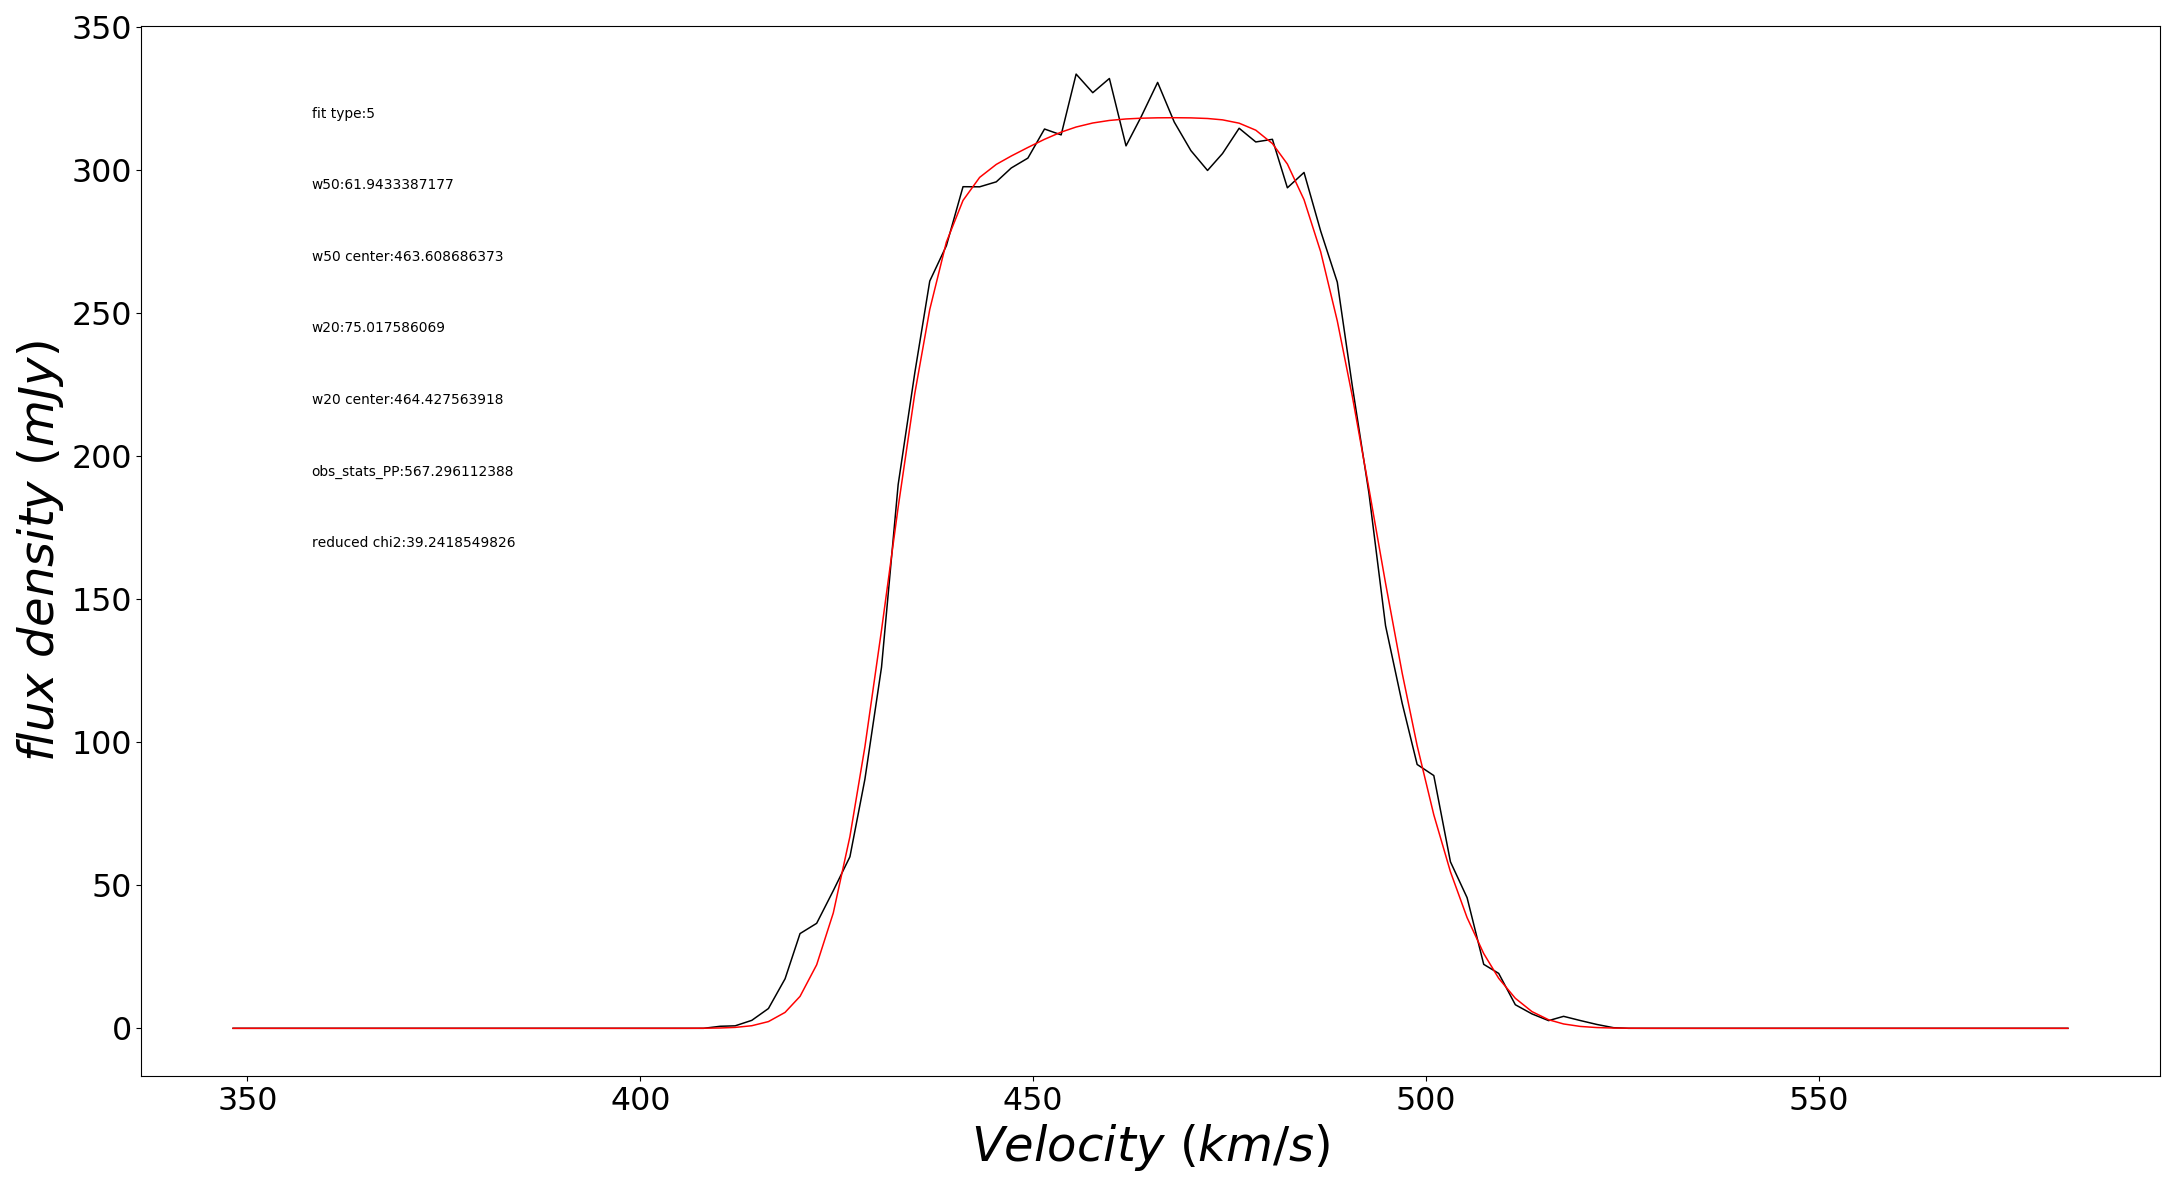 350
300
250
200
150
100
50
0
flux density (mJy)
fit type:5
w50:61.9433387177
w50 center:463.608686373
w20:75.017586069
w20 center:464.427563918
obs_stats_PP:567.296112388
reduced chi2:39.2418549826
350 400 450 500 550
Velocity (km/s)